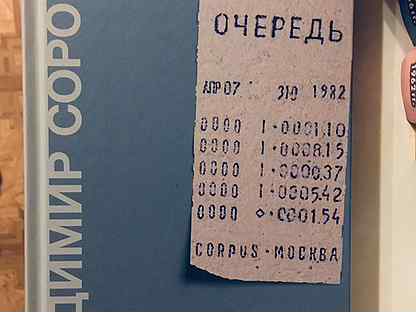 ДИМИР СОРО
ОЧЕРЕДЬ
АПР 07 310 1982
0000 1·0001.10
0000 1·0008.15
0000 1·0000.37
0000 1·0005.42
0000 ◇·0001.54
CORPUS·МОСКВА